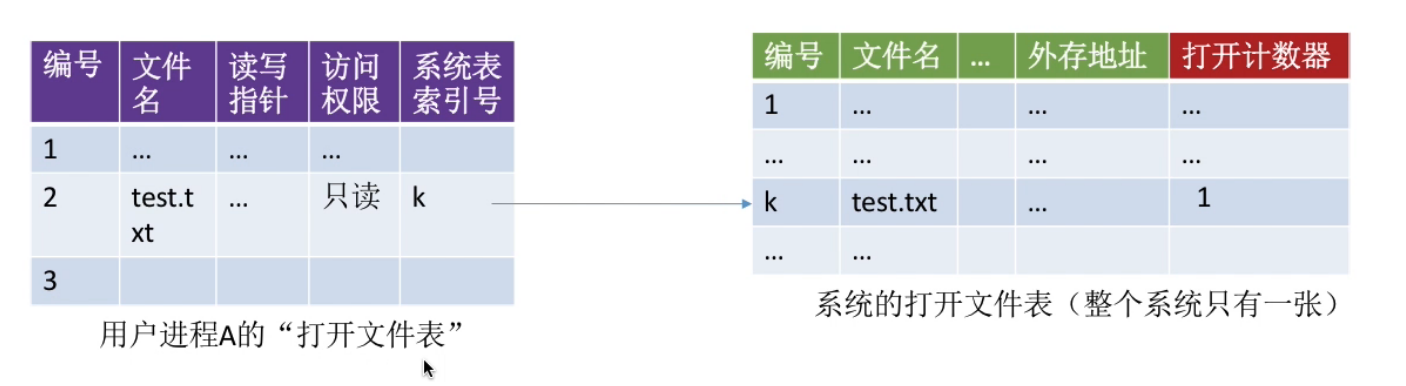 编号 文件名 读写指针 访问权限 系统表索引号
1 … … …
2 test.txt … 只读 k
3
用户进程A的“打开文件表”
编号 文件名 … 外存地址 打开计数器
1 … … …
… … … …
k test.txt … 1
… …
系统的打开文件表（整个系统只有一张）